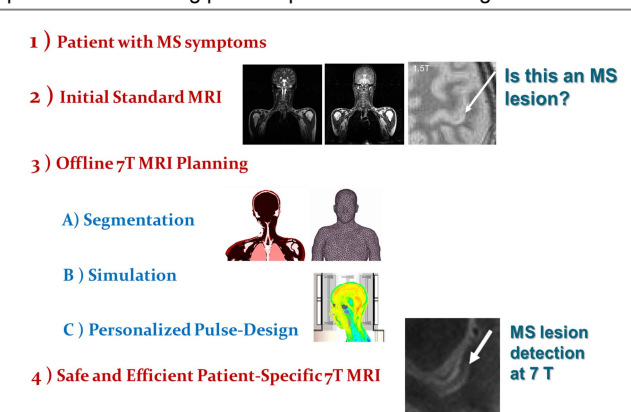 1 ) Patient with MS symptoms
2 ) Initial Standard MRI
1.5T
Is this an MS
lesion?
3 ) Offline 7T MRI Planning
A) Segmentation
B ) Simulation
C ) Personalized Pulse-Design
MS lesion
detection
at 7 T
4 ) Safe and Efficient Patient-Specific 7T MRI